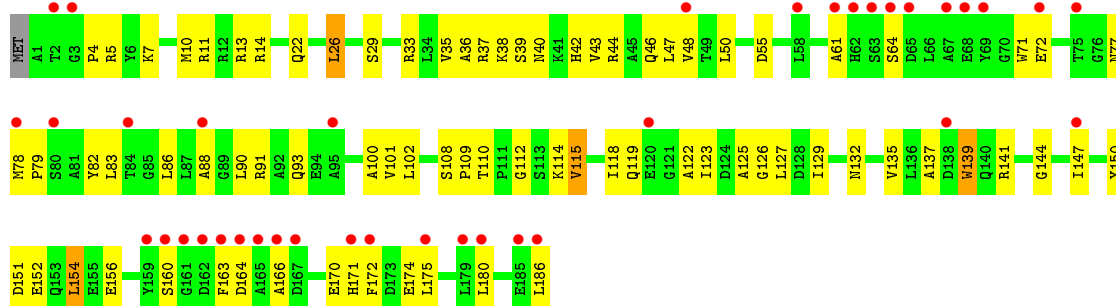 MET A1 T2 G3 P4 R5 Y6 K7 M10 R11 R12 R13 R14 Q22 L26 S29 R33 L34 V35 A36 R37 K38 S39 N40 K41 H42 V43 R44 A45 Q46 L47 V48 T49 L50 D55 L58 A61 H62 S63 S64 D65 L66 A67 E68 Y69 G70 W71 E72 T75 G76 N77
M78 P79 S80 A81 Y82 L83 T84 G85 L86 L87 A88 G89 L90 R91 A92 Q93 E94 A95 A100 V101 L102 S108 P109 T110 P111 G112 S113 K114 V115 I118 Q119 E120 G121 A122 I123 D124 A125 G126 L127 D128 I129 N132 V135 L136 A137 D138 W139 Q140 R141 G144 I147 Y150
D151 E152 Q153 L154 E155 E156 Y159 S160 G161 D162 F163 D164 A165 A166 D167 E170 H171 F172 D173 E174 L175 L179 L180 E185 L186